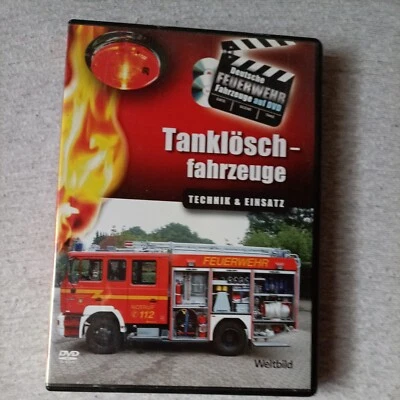 Deutsche
FEUERWEHR
Fahrzeuge auf DVD
Tanklösch-
fahrzeuge
TECHNIK & EINSATZ
FEUERWEHR
112
DVD
Weltbild